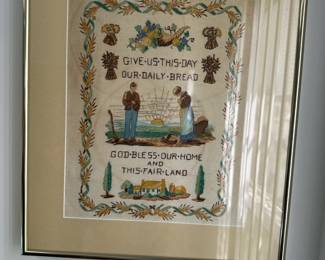 GIVE·US·THIS·DAY
OUR·DAILY·BREAD
GOD·BLESS·OUR·HOME
AND
THIS·FAIR·LAND